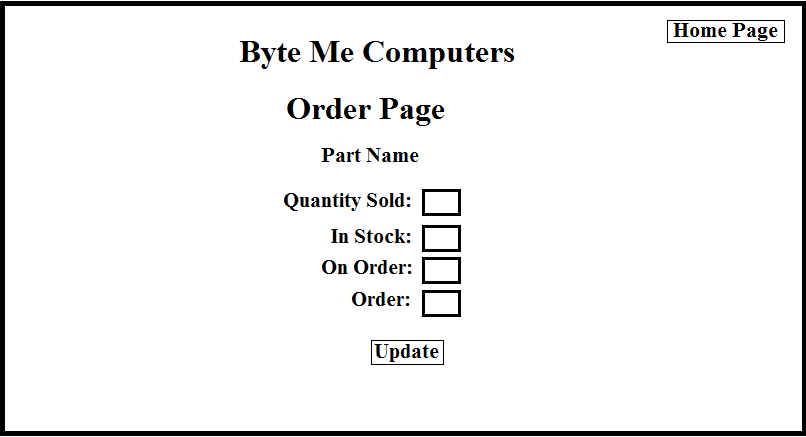 Home Page
Byte Me Computers
Order Page
Part Name
Quantity Sold:
In Stock:
On Order:
Order:
Update